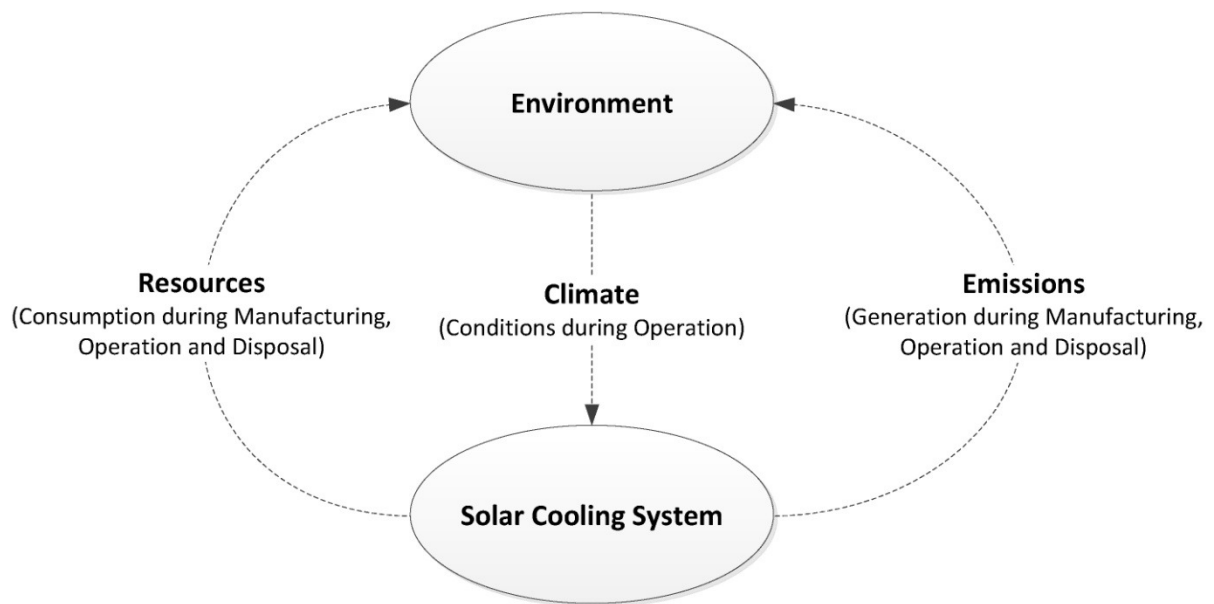 Environment
Resources
(Consumption during Manufacturing,
Operation and Disposal)
Climate
(Conditions during Operation)
Emissions
(Generation during Manufacturing,
Operation and Disposal)
Solar Cooling System